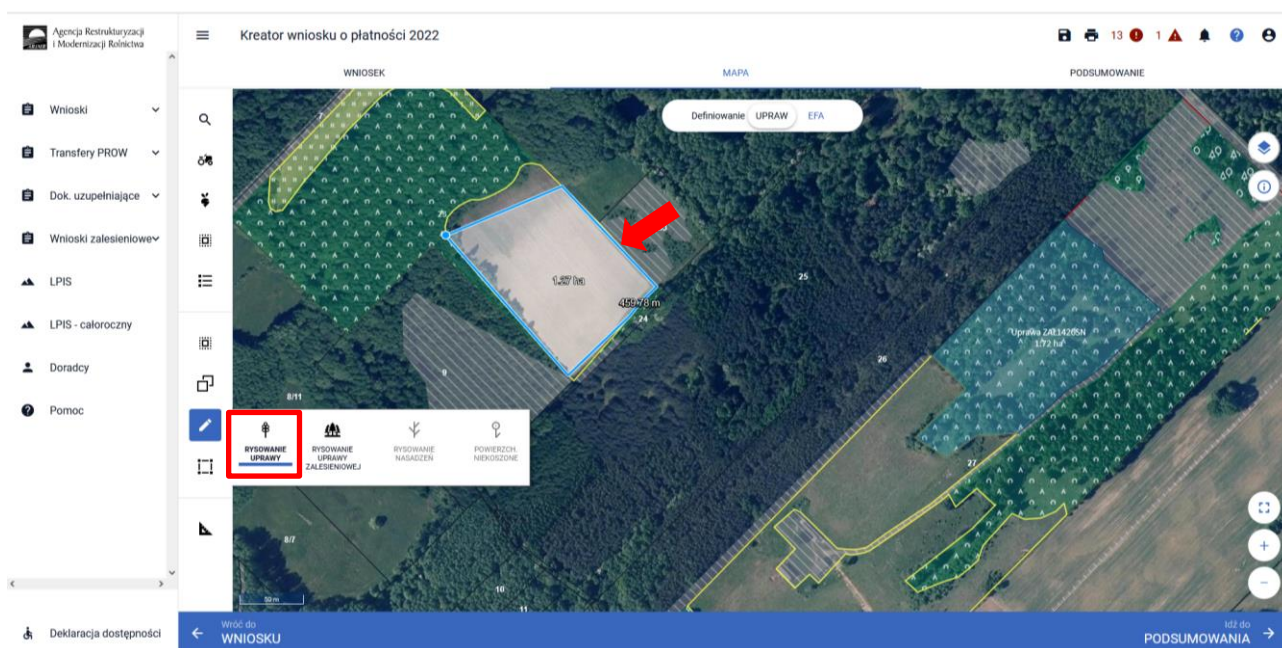 Agencja Restrukturyzacji
i Modernizacji Rolnictwa
Kreator wniosku o płatności 2022
13
1
WNIOSEK
MAPA
PODSUMOWANIE
Wnioski
Transfery PROW
Dok. uzupełniające
Wnioski zalesieniowe
LPIS
LPIS - całoroczny
Doradcy
Pomoc
Deklaracja dostępności
Definiowanie UPRAW EFA
7
25
1.27 ha
459.78 m
24
26
Uprawa ZAL1426SN
1.72 ha
9
8/11
27
RYSOWANIE
UPRAWY
RYSOWANIE
UPRAWY
ZALESIENIOWEJ
RYSOWANIE
NASADZEŃ
POWIERZCH.
NIEKOSZONE
8/7
10
11
50 m
Wróć do
WNIOSKU
Idź do
PODSUMOWANIA